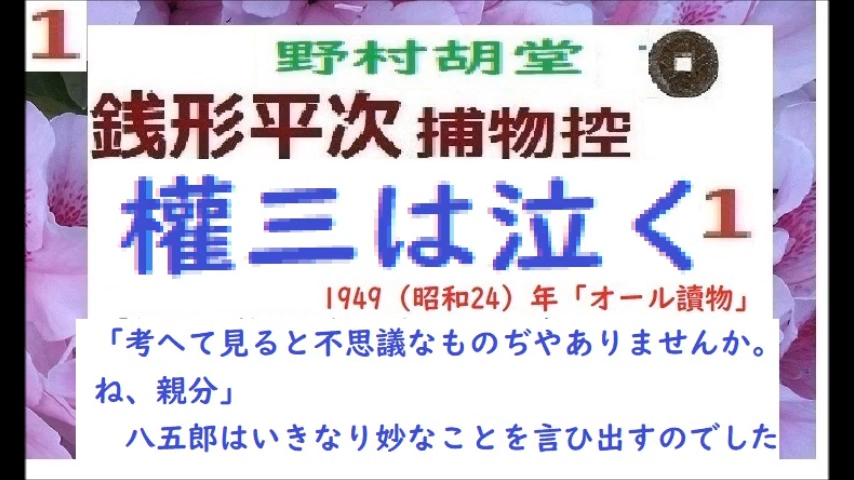 1
野村胡堂
銭形平次 捕物控
權三は泣く 1
1949（昭和24）年「オール讀物」
「考へて見ると不思議なものぢやありませんか。
ね、親分」
八五郎はいきなり妙なことを言ひ出すのでした